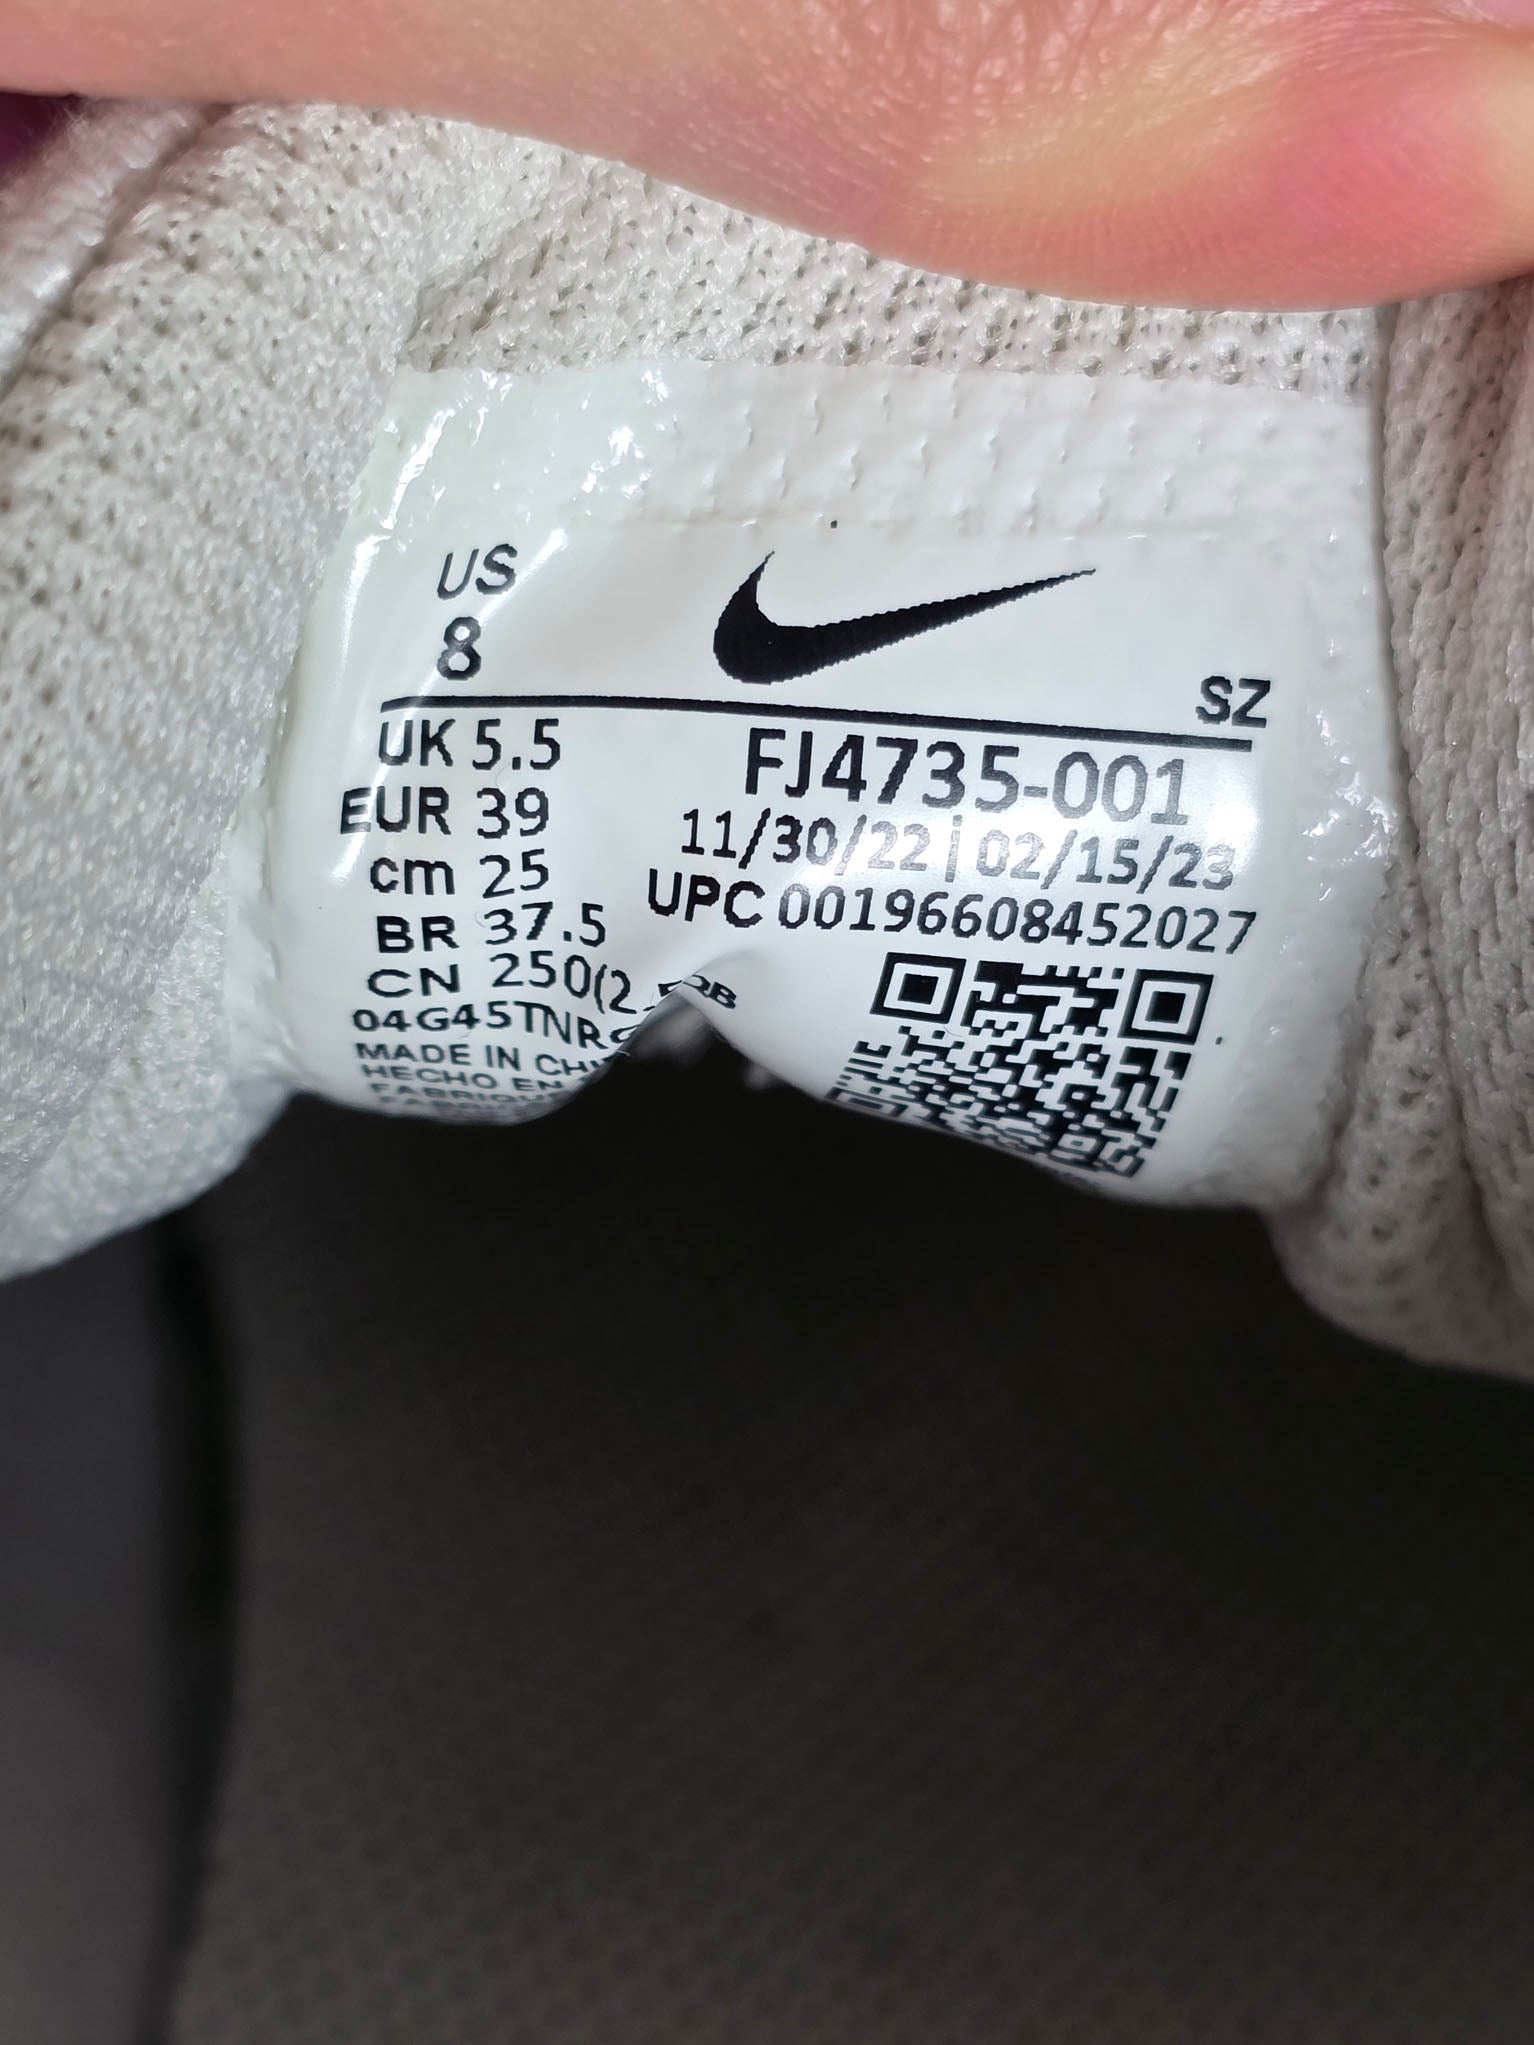 US
8
SZ
UK 5.5
EUR 39
cm 25
BR 37.5
CN 250(2
04G45TNR
MADE IN
HECHO EN
FJ4735-001
11/30/22 | 02/15/23
UPC 00196608452027